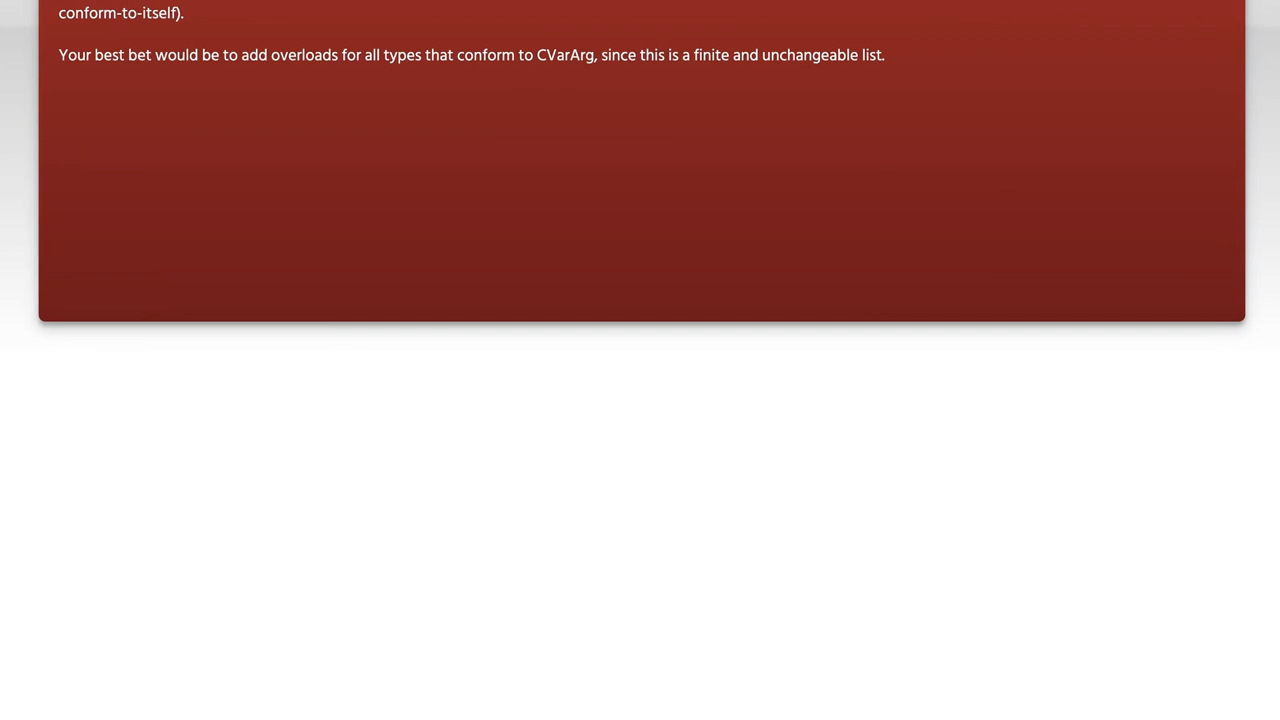 conform-to-itself).
Your best bet would be to add overloads for all types that conform to CVarArg, since this is a finite and unchangeable list.